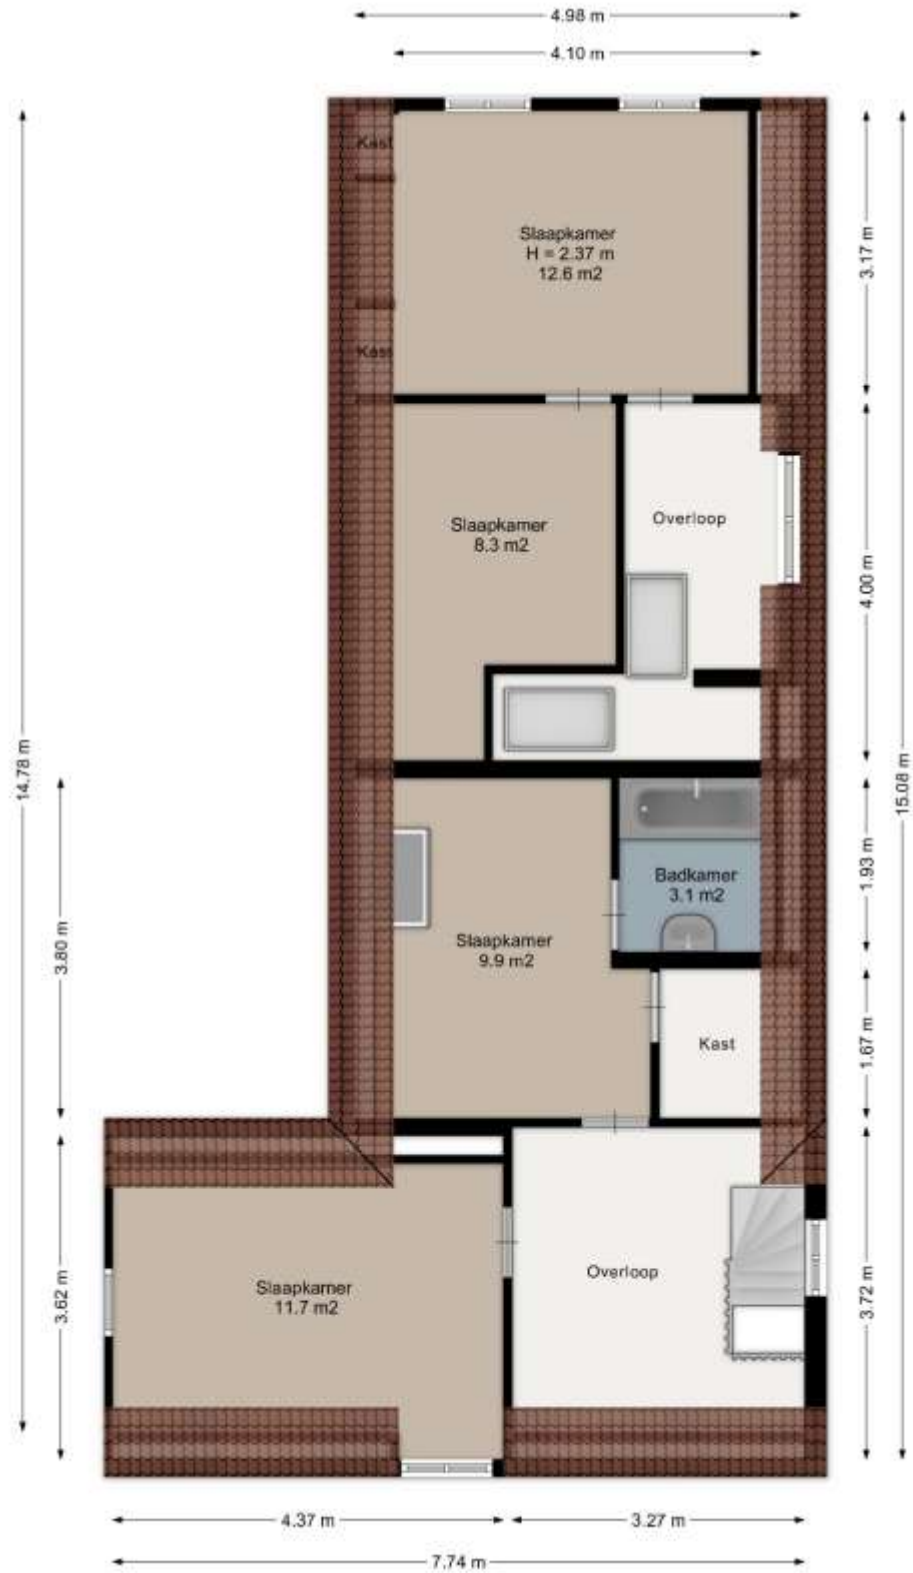 4.98 m
4.10 m
Kast
Slaapkamer
H = 2.37 m
12.6 m2
3.17 m
Kast
Slaapkamer
8.3 m2
Overloop
4.00 m
14.78 m
15.08 m
Badkamer
3.1 m2
1.93 m
3.80 m
Slaapkamer
9.9 m2
Kast
1.67 m
Slaapkamer
11.7 m2
Overloop
3.62 m
3.72 m
4.37 m
3.27 m
7.74 m